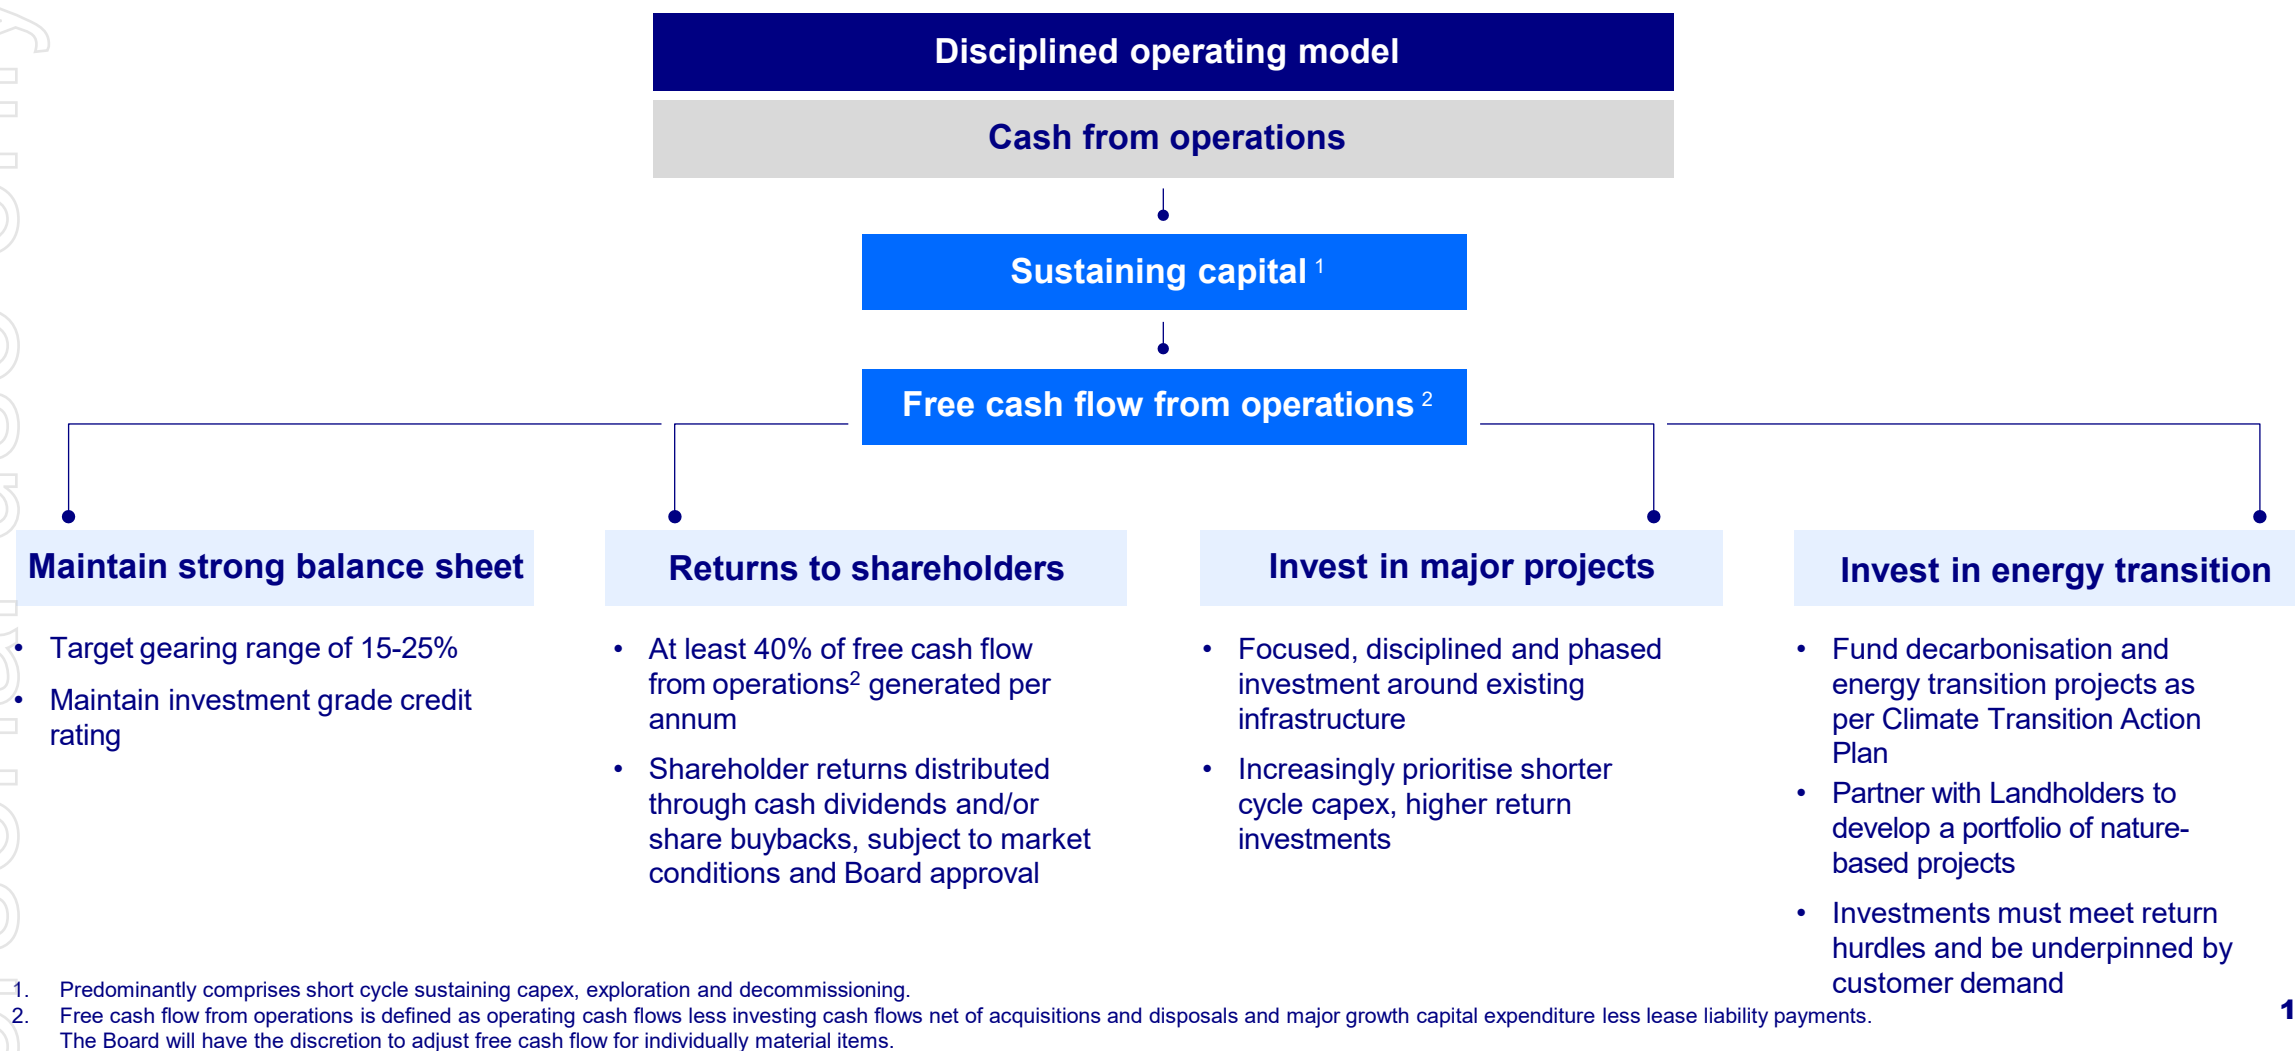 Disciplined operating model
Cash from operations
Sustaining capital 1
Free cash flow from operations 2
Maintain strong balance sheet
• Target gearing range of 15-25%
• Maintain investment grade credit
rating
Returns to shareholders
• At least 40% of free cash flow
from operations2 generated per
annum
• Shareholder returns distributed
through cash dividends and/or
share buybacks, subject to market
conditions and Board approval
Invest in major projects
• Focused, disciplined and phased
investment around existing
infrastructure
• Increasingly prioritise shorter
cycle capex, higher return
investments
Invest in energy transition
• Fund decarbonisation and
energy transition projects as
per Climate Transition Action
Plan
• Partner with Landholders to
develop a portfolio of nature-
based projects
• Investments must meet return
hurdles and be underpinned by
customer demand
1. Predominantly comprises short cycle sustaining capex, exploration and decommissioning.
2. Free cash flow from operations is defined as operating cash flows less investing cash flows net of acquisitions and disposals and major growth capital expenditure less lease liability payments.
The Board will have the discretion to adjust free cash flow for individually material items.
1